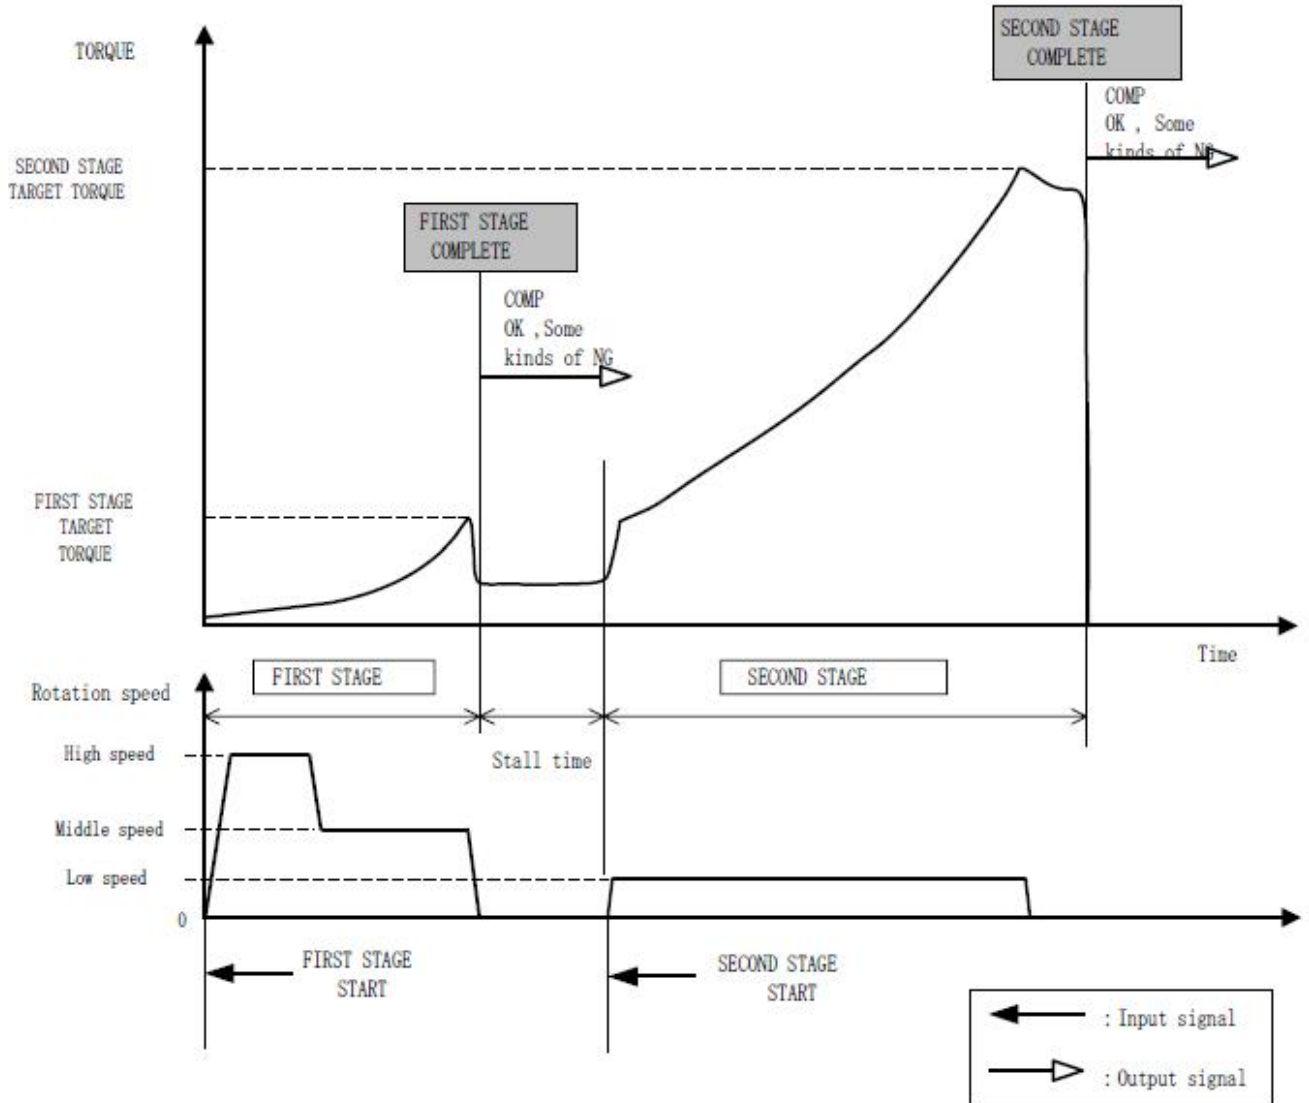 TORQUE
SECOND STAGE
COMPLETE
COMP
OK , Some
kinds of NG
SECOND STAGE
TARGET TORQUE
FIRST STAGE
COMPLETE
COMP
OK ,Some
kinds of NG
FIRST STAGE
TARGET
TORQUE
Time
FIRST STAGE
SECOND STAGE
Rotation speed
High speed
Stall time
Middle speed
Low speed
0
FIRST STAGE
START
SECOND STAGE
START
: Input signal
: Output signal